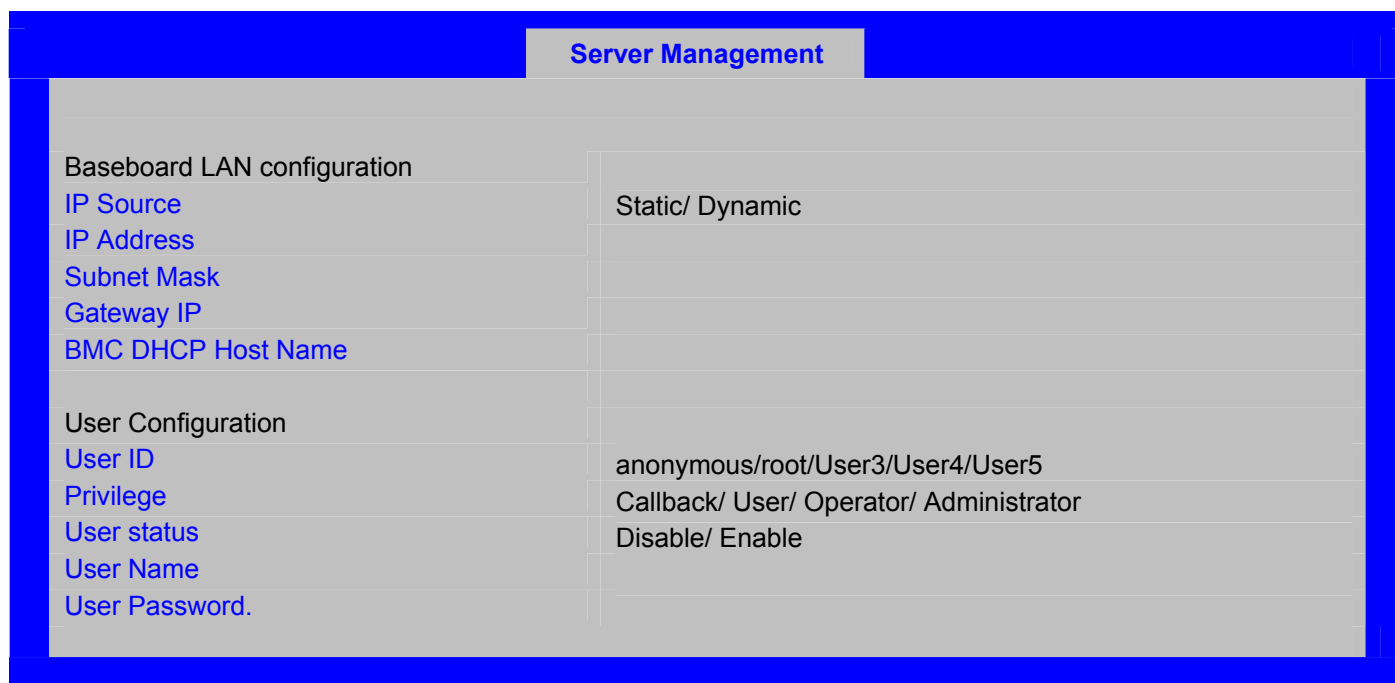 Server Management
Baseboard LAN configuration
IP Source Static/ Dynamic
IP Address
Subnet Mask
Gateway IP
BMC DHCP Host Name
User Configuration
User ID anonymous/root/User3/User4/User5
Privilege Callback/ User/ Operator/ Administrator
User status Disable/ Enable
User Name
User Password.